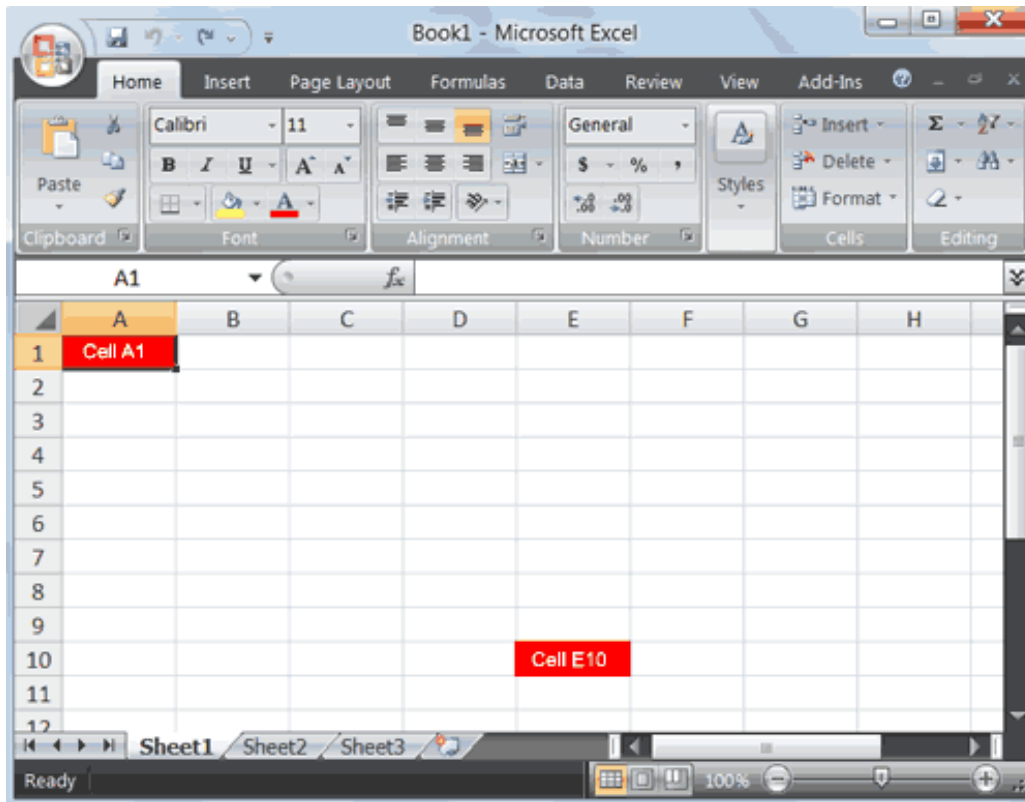 Book1 - Microsoft Excel
Home Insert Page Layout Formulas Data Review View Add-Ins
Calibri 11 General Insert Σ
B I U A A $ % , Delete
Paste Styles
A Format
Clipboard Font Alignment Number Cells Editing
A1 fx
A B C D E F G H
1 Cell A1
2
3
4
5
6
7
8
9
10 Cell E10
11
12
Sheet1 Sheet2 Sheet3
Ready 100%